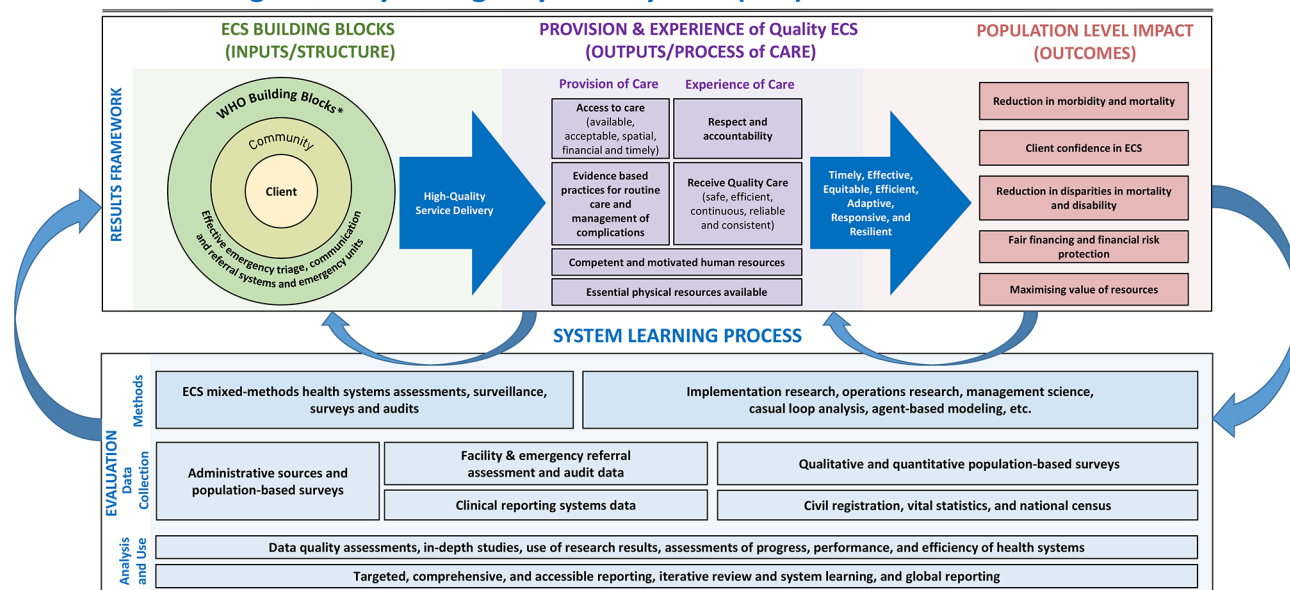 ECS BUILDING BLOCKS
(INPUTS/STRUCTURE)
PROVISION & EXPERIENCE of Quality ECS
(OUTPUTS/PROCESS of CARE)
POPULATION LEVEL IMPACT
(OUTCOMES)
RESULTS FRAMEWORK
WHO Building Blocks*
Community
Client
Effective emergency triage, communication
and referral systems and emergency units
High-Quality
Service Delivery
Provision of Care
Experience of Care
Access to care
(available,
acceptable, spatial,
financial and timely)
Respect and
accountability
Evidence based
practices for routine
care and
management of
complications
Receive Quality Care
(safe, efficient,
continuous, reliable
and consistent)
Competent and motivated human resources
Essential physical resources available
Timely, Effective,
Equitable, Efficient,
Adaptive,
Responsive, and
Resilient
Reduction in morbidity and mortality
Client confidence in ECS
Reduction in disparities in mortality
and disability
Fair financing and financial risk
protection
Maximising value of resources
SYSTEM LEARNING PROCESS
EVALUATION
Methods
ECS mixed-methods health systems assessments, surveillance,
surveys and audits
Implementation research, operations research, management science,
casual loop analysis, agent-based modeling, etc.
Data
Collection
Administrative sources and
population-based surveys
Facility & emergency referral
assessment and audit data
Clinical reporting systems data
Qualitative and quantitative population-based surveys
Civil registration, vital statistics, and national census
Analysis
and Use
Data quality assessments, in-depth studies, use of research results, assessments of progress, performance, and efficiency of health systems
Targeted, comprehensive, and accessible reporting, iterative review and system learning, and global reporting